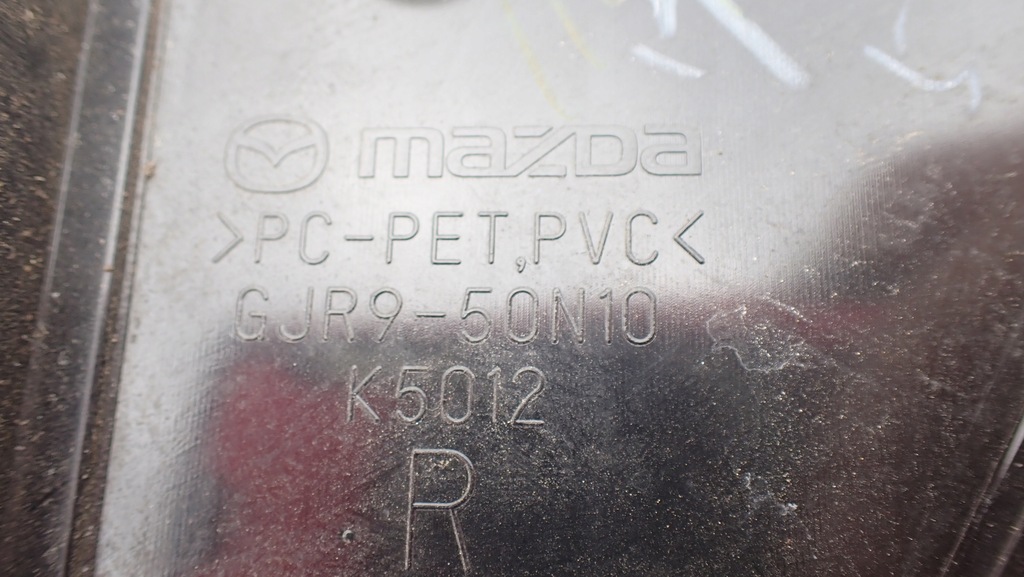 mazda
>PC-PET,PVC<
GJR9-50N10
K5012
R